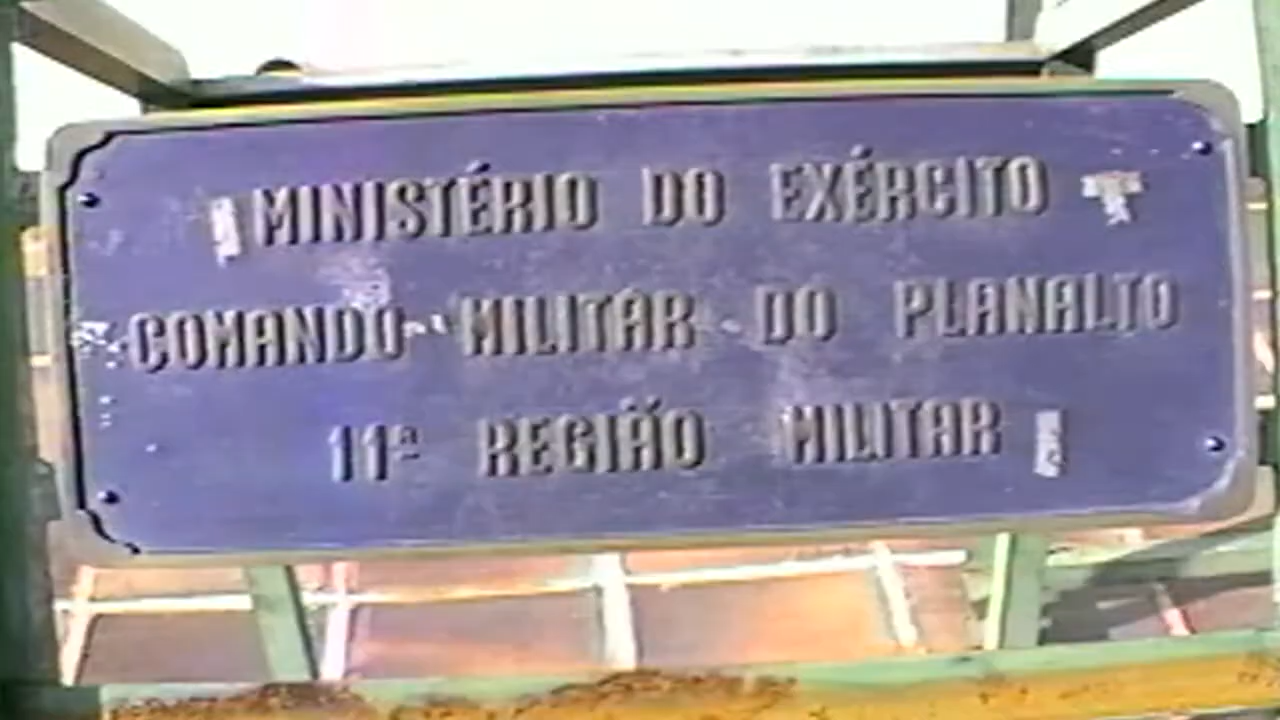 MINISTÉRIO DO EXÉRCITO
COMANDO MILITAR DO PLANALTO
11ª REGIÃO MILITAR